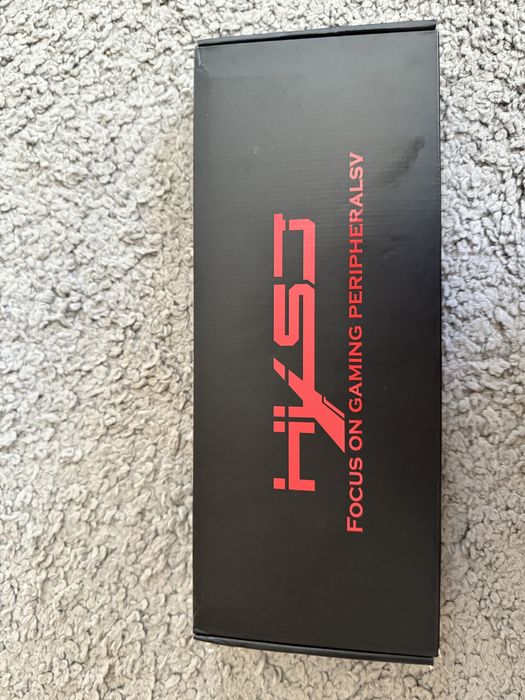 HXSJ
FOCUS ON GAMING PERIPHERALSV